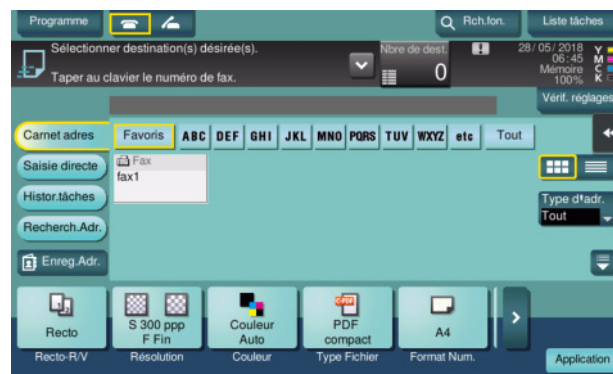 Programme
Rch.fon.
Liste tâches
Sélectionner destination(s) désirée(s).
Taper au clavier le numéro de fax.
Nbre de dest.
0
28/05/2018
06:45
Mémoire
100%
Y
M
C
K
Vérif. réglages
Carnet adres
Favoris
ABC
DEF
GHI
JKL
MNO
PQRS
TUV
WXYZ
etc
Tout
Saisie directe
Fax
fax1
Histor.tâches
Type d'adr.
Tout
Recherch.Adr.
Enreg.Adr.
Recto
S 300 ppp
F Fin
Couleur
Auto
PDF
compact
A4
Recto-R/V
Résolution
Couleur
Type Fichier
Format Num.
Application